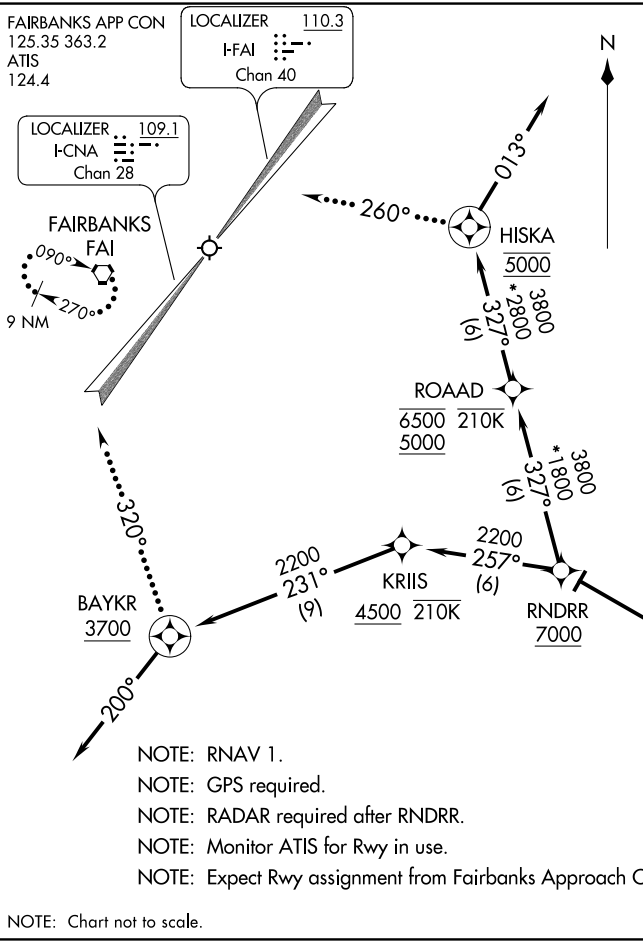 FAIRBANKS APP CON
125.35 363.2
ATIS
124.4
LOCALIZER 110.3
I-FAI
Chan 40
LOCALIZER 109.1
I-CNA
Chan 28
N
FAIRBANKS
FAI
090°
270°
9 NM
013°
260°
HISKA
5000
3800
*2800
327°
(6)
ROAAD
6500 210K
5000
3800
*1800
327°
(6)
2200
257°
(6)
KRIIS
4500 210K
RNDRR
7000
2200
231°
(9)
320°
BAYKR
3700
200°
NOTE: RNAV 1.
NOTE: GPS required.
NOTE: RADAR required after RNDRR.
NOTE: Monitor ATIS for Rwy in use.
NOTE: Expect Rwy assignment from Fairbanks Approach C
NOTE: Chart not to scale.